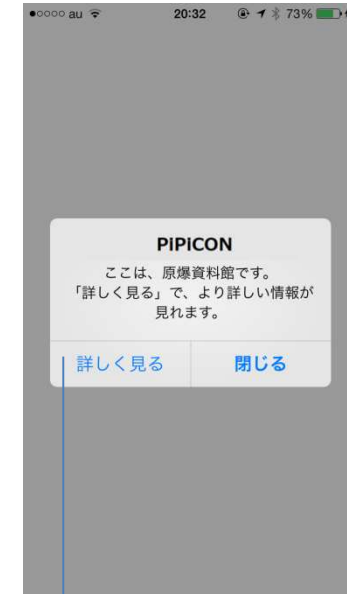 au 20:32 73%
PIPICON
ここは、原爆資料館です。
「詳しく見る」で、より詳しい情報が
見れます。
詳しく見る 閉じる